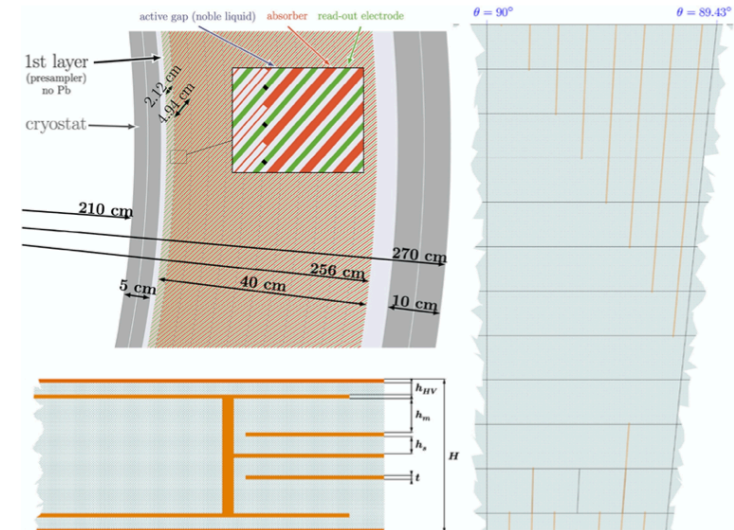 active gap (noble liquid) absorber read-out electrode
1st layer
(presampler)
no Pb
cryostat
2.12 cm
4.94 cm
210 cm
270 cm
256 cm
5 cm
40 cm
10 cm
θ = 90°
θ = 89.43°
h_HV
h_m
h_s
t
H